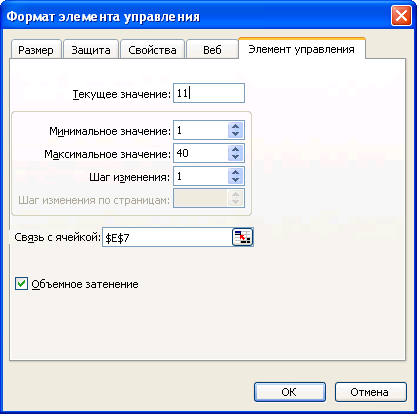 Формат элемента управления
Размер Защита Свойства Веб Элемент управления
Текущее значение: 11
Минимальное значение: 1
Максимальное значение: 40
Шаг изменения: 1
Шаг изменения по страницам:
Связь с ячейкой: $E$7
Объемное затенение
ОК Отмена